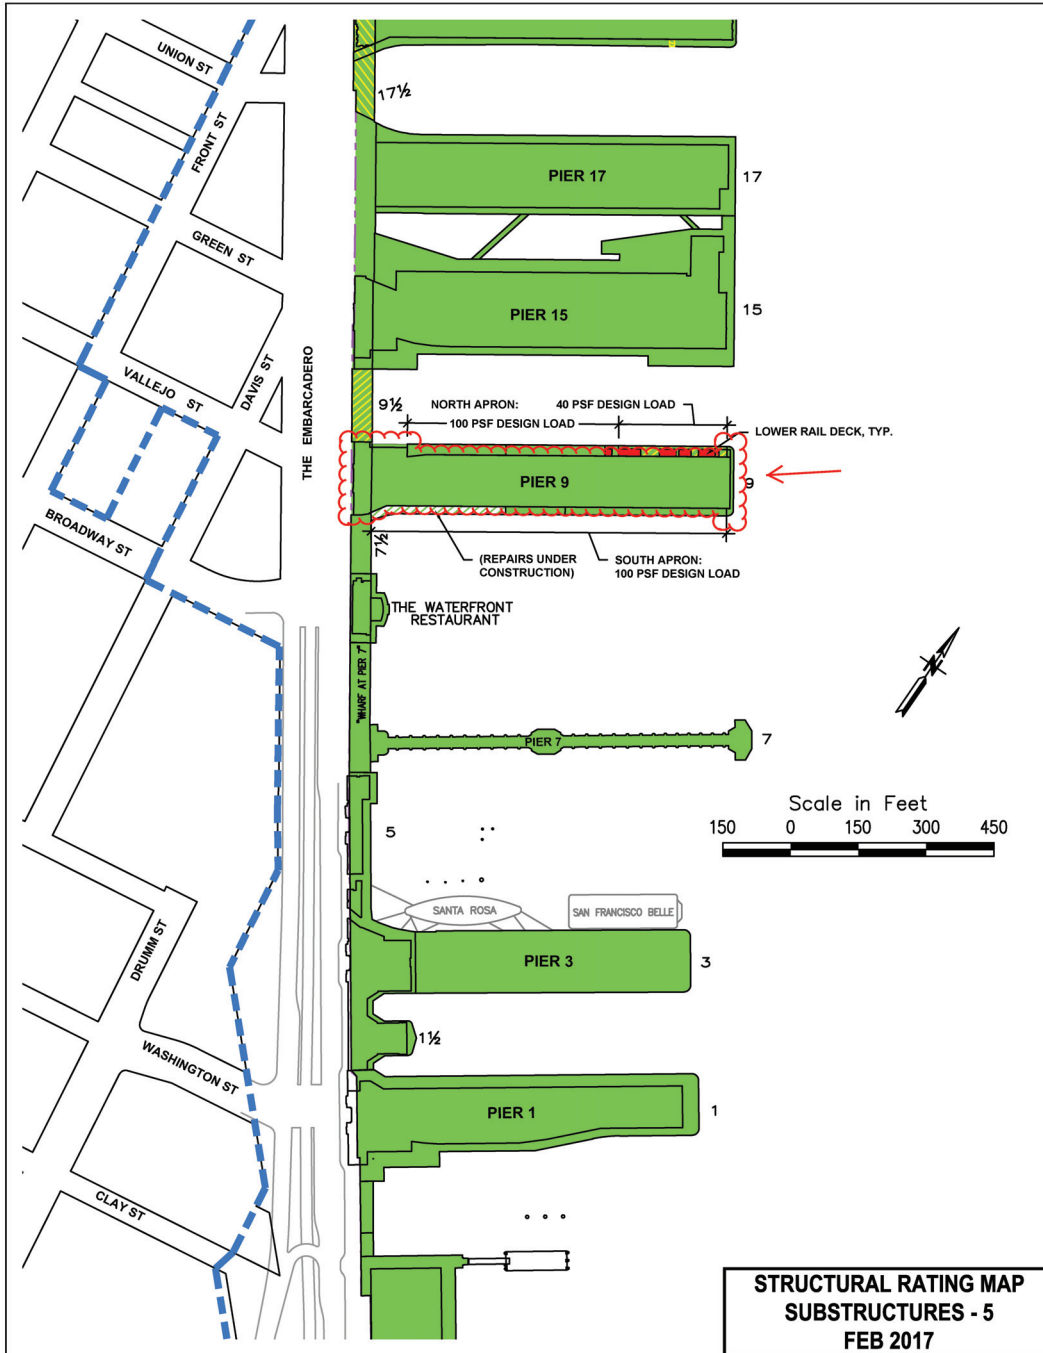 UNION ST
FRONT ST
17½
PIER 17
17
GREEN ST
PIER 15
15
VALLEJO ST
DAVIS ST
THE EMBARCADERO
9½
NORTH APRON:
40 PSF DESIGN LOAD
100 PSF DESIGN LOAD
LOWER RAIL DECK, TYP.
PIER 9
9
BROADWAY ST
7½
(REPAIRS UNDER
CONSTRUCTION)
SOUTH APRON:
100 PSF DESIGN LOAD
THE WATERFRONT
RESTAURANT
"WHARF AT PIER 7"
N
PIER 7
7
Scale in Feet
150 0 150 300 450
5
SANTA ROSA
SAN FRANCISCO BELLE
DRUMM ST
PIER 3
3
1½
WASHINGTON ST
PIER 1
1
CLAY ST
STRUCTURAL RATING MAP
SUBSTRUCTURES - 5
FEB 2017